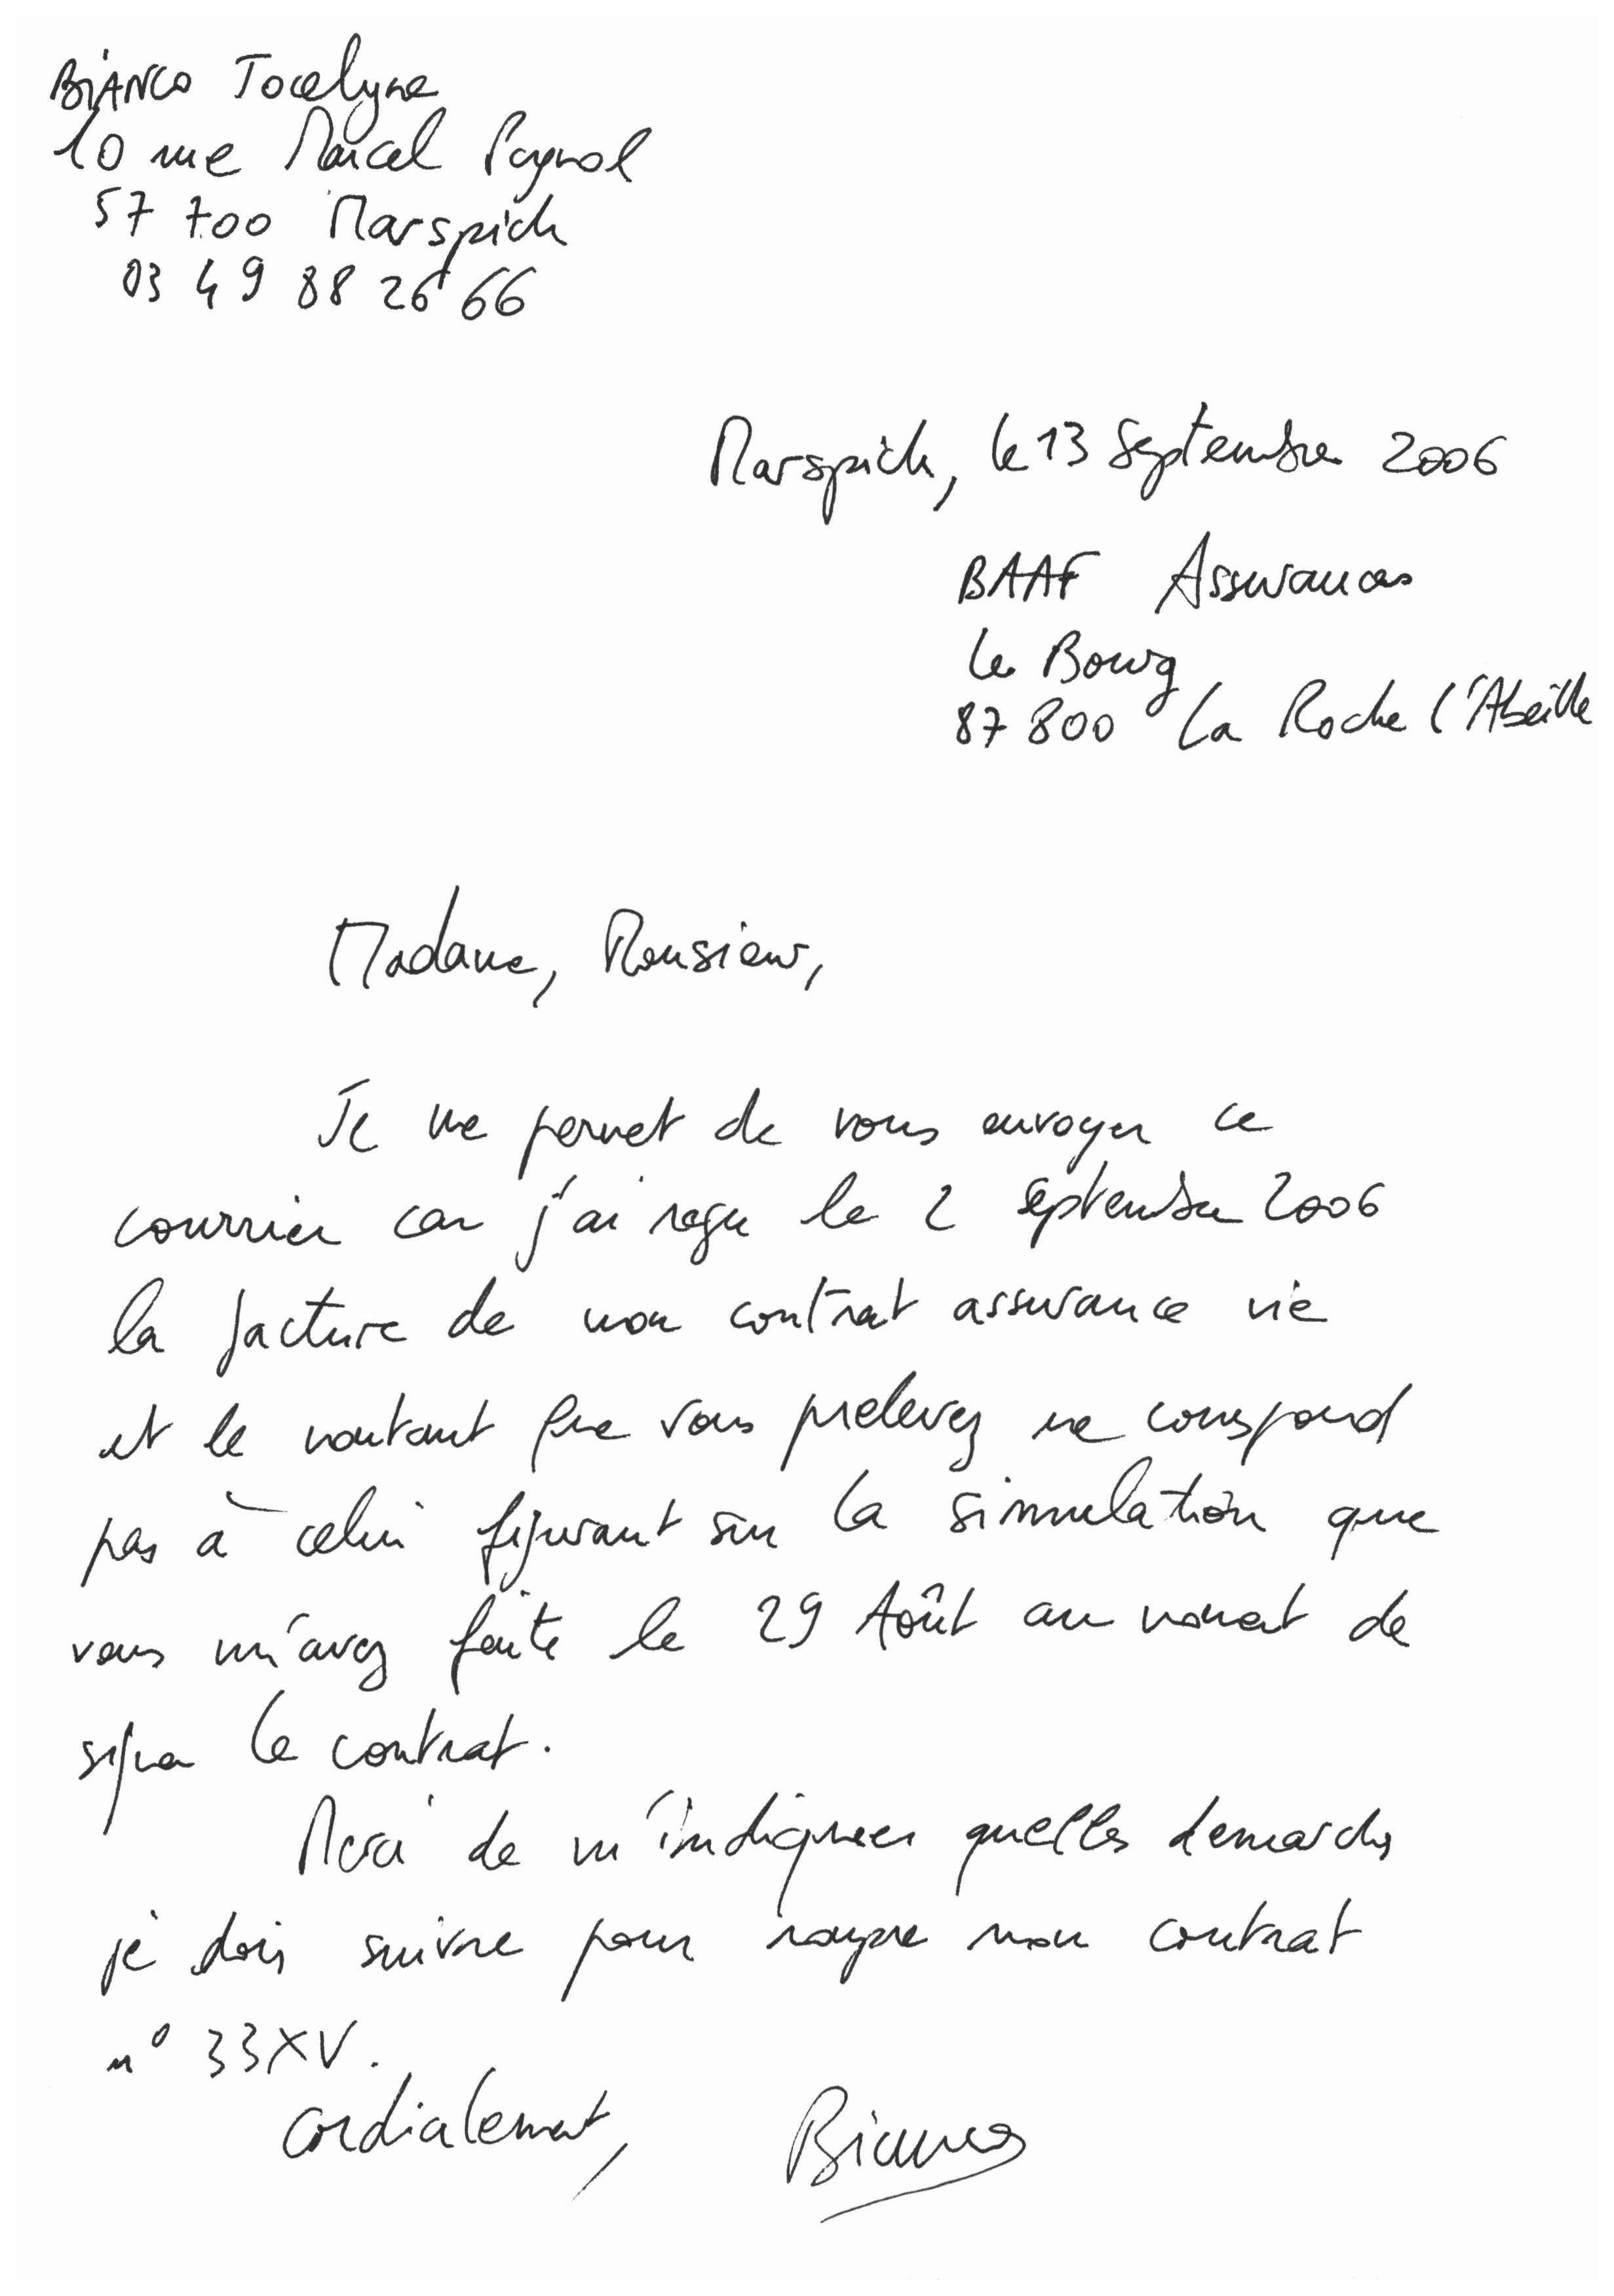 BIANCO Jocelyne
10 rue Marcel Pagnol
57 700 Marspich
03 49 88 26 66
Marspich, le 13 Septembre 2006
BAAF Assurances
Le Bourg
87 800 La Roche l'Abeille
Madame, Monsieur,
Je me permet de vous envoyer ce
courrier car j'ai reçu le 2 Septembre 2006
la facture de mon contrat assurance vie
et le montant que vous prelevez ne correspond
pas à celui figurant sur la simulation que
vous m'avez faite le 29 Août au moment de
signer le contrat.
Merci de m'indiquer quelles demarches
je dois suivre pour rompre mon contrat
n° 33XV.
Cordialement,
Bianco